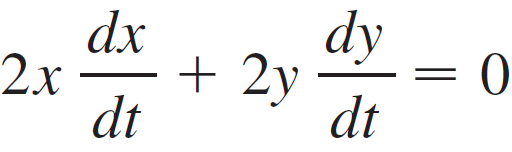 2x dx/dt + 2y dy/dt = 0